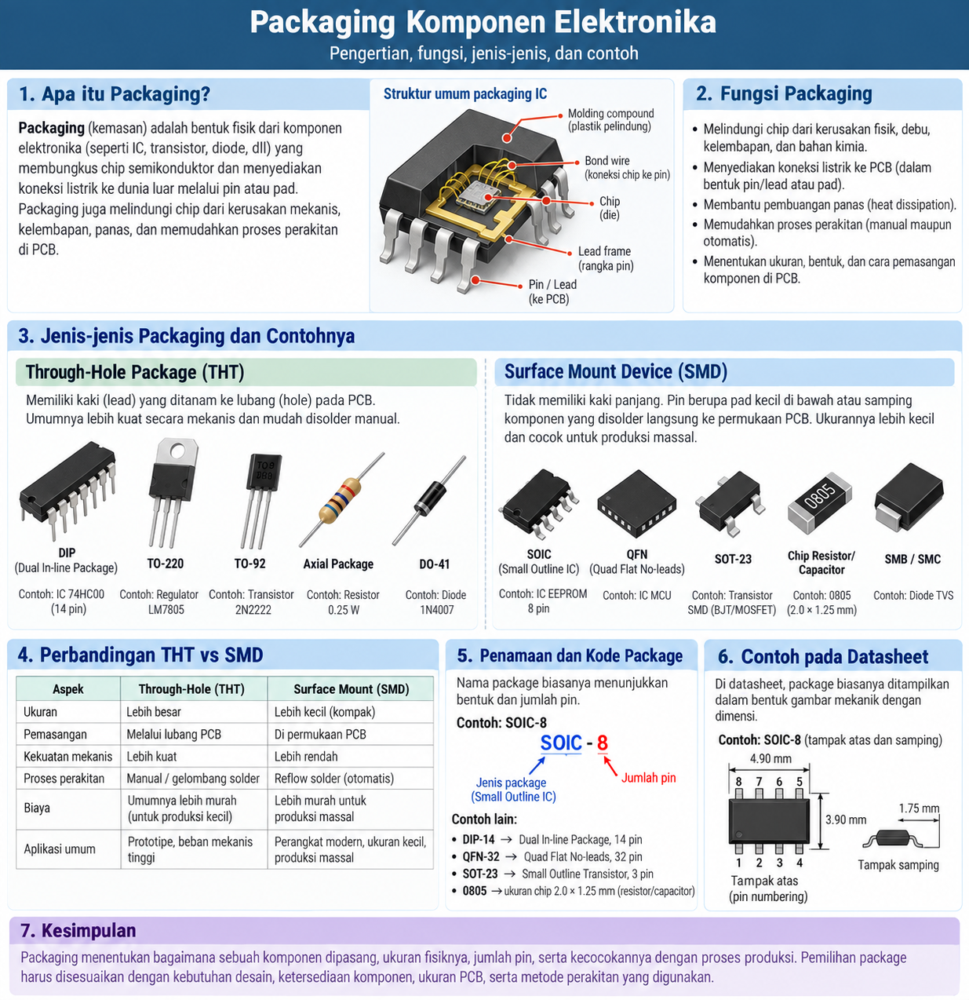 Packaging Komponen Elektronika
Pengertian, fungsi, jenis-jenis, dan contoh
1. Apa itu Packaging?
Packaging (kemasan) adalah bentuk fisik dari komponen
elektronika (seperti IC, transistor, diode, dll) yang
membungkus chip semikonduktor dan menyediakan
koneksi listrik ke dunia luar melalui pin atau pad.
Packaging juga melindungi chip dari kerusakan mekanis,
kelembapan, panas, dan memudahkan proses perakitan
di PCB.
Struktur umum packaging IC
Molding compound
(plastik pelindung)
Bond wire
(koneksi chip ke pin)
Chip
(die)
Lead frame
(rangka pin)
Pin / Lead
(ke PCB)
2. Fungsi Packaging
• Melindungi chip dari kerusakan fisik, debu,
kelembapan, dan bahan kimia.
• Menyediakan koneksi listrik ke PCB (dalam
bentuk pin/lead atau pad).
• Membantu pembuangan panas (heat dissipation).
• Memudahkan proses perakitan (manual maupun
otomatis).
• Menentukan ukuran, bentuk, dan cara pemasangan
komponen di PCB.
3. Jenis-jenis Packaging dan Contohnya
Through-Hole Package (THT)
Memiliki kaki (lead) yang ditanam ke lubang (hole) pada PCB.
Umumnya lebih kuat secara mekanis dan mudah disolder manual.
DIP
(Dual In-line Package)
Contoh: IC 74HC00
(14 pin)
TO-220
Contoh: Regulator
LM7805
TO-92
Contoh: Transistor
2N2222
Axial Package
Contoh: Resistor
0.25 W
DO-41
Contoh: Diode
1N4007
Surface Mount Device (SMD)
Tidak memiliki kaki panjang. Pin berupa pad kecil di bawah atau samping
komponen yang disolder langsung ke permukaan PCB. Ukurannya lebih kecil
dan cocok untuk produksi massal.
SOIC
(Small Outline IC)
Contoh: IC EEPROM
8 pin
QFN
(Quad Flat No-leads)
Contoh: IC MCU
SOT-23
Contoh: Transistor
SMD (BJT/MOSFET)
0805
Chip Resistor/
Capacitor
Contoh: 0805
(2.0 × 1.25 mm)
SMB / SMC
Contoh: Diode TVS
4. Perbandingan THT vs SMD
Aspek Through-Hole (THT) Surface Mount (SMD)
Ukuran Lebih besar Lebih kecil (kompak)
Pemasangan Melalui lubang PCB Di permukaan PCB
Kekuatan mekanis Lebih kuat Lebih rendah
Proses perakitan Manual / gelombang solder Reflow solder (otomatis)
Biaya Umumnya lebih murah (untuk produksi kecil) Lebih murah untuk produksi massal
Aplikasi umum Prototipe, beban mekanis tinggi Perangkat modern, ukuran kecil, produksi massal
5. Penamaan dan Kode Package
Nama package biasanya menunjukkan
bentuk dan jumlah pin.
Contoh: SOIC-8
SOIC - 8
Jenis package
(Small Outline IC)
Jumlah pin
Contoh lain:
• DIP-14 → Dual In-line Package, 14 pin
• QFN-32 → Quad Flat No-leads, 32 pin
• SOT-23 → Small Outline Transistor, 3 pin
• 0805 → ukuran chip 2.0 × 1.25 mm (resistor/capacitor)
6. Contoh pada Datasheet
Di datasheet, package biasanya ditampilkan
dalam bentuk gambar mekanik dengan
dimensi.
Contoh: SOIC-8 (tampak atas dan samping)
4.90 mm
8 7 6 5
3.90 mm
1 2 3 4
Tampak atas
(pin numbering)
1.75 mm
Tampak samping
7. Kesimpulan
Packaging menentukan bagaimana sebuah komponen dipasang, ukuran fisiknya, jumlah pin, serta kecocokannya dengan proses produksi. Pemilihan package
harus disesuaikan dengan kebutuhan desain, ketersediaan komponen, ukuran PCB, serta metode perakitan yang digunakan.